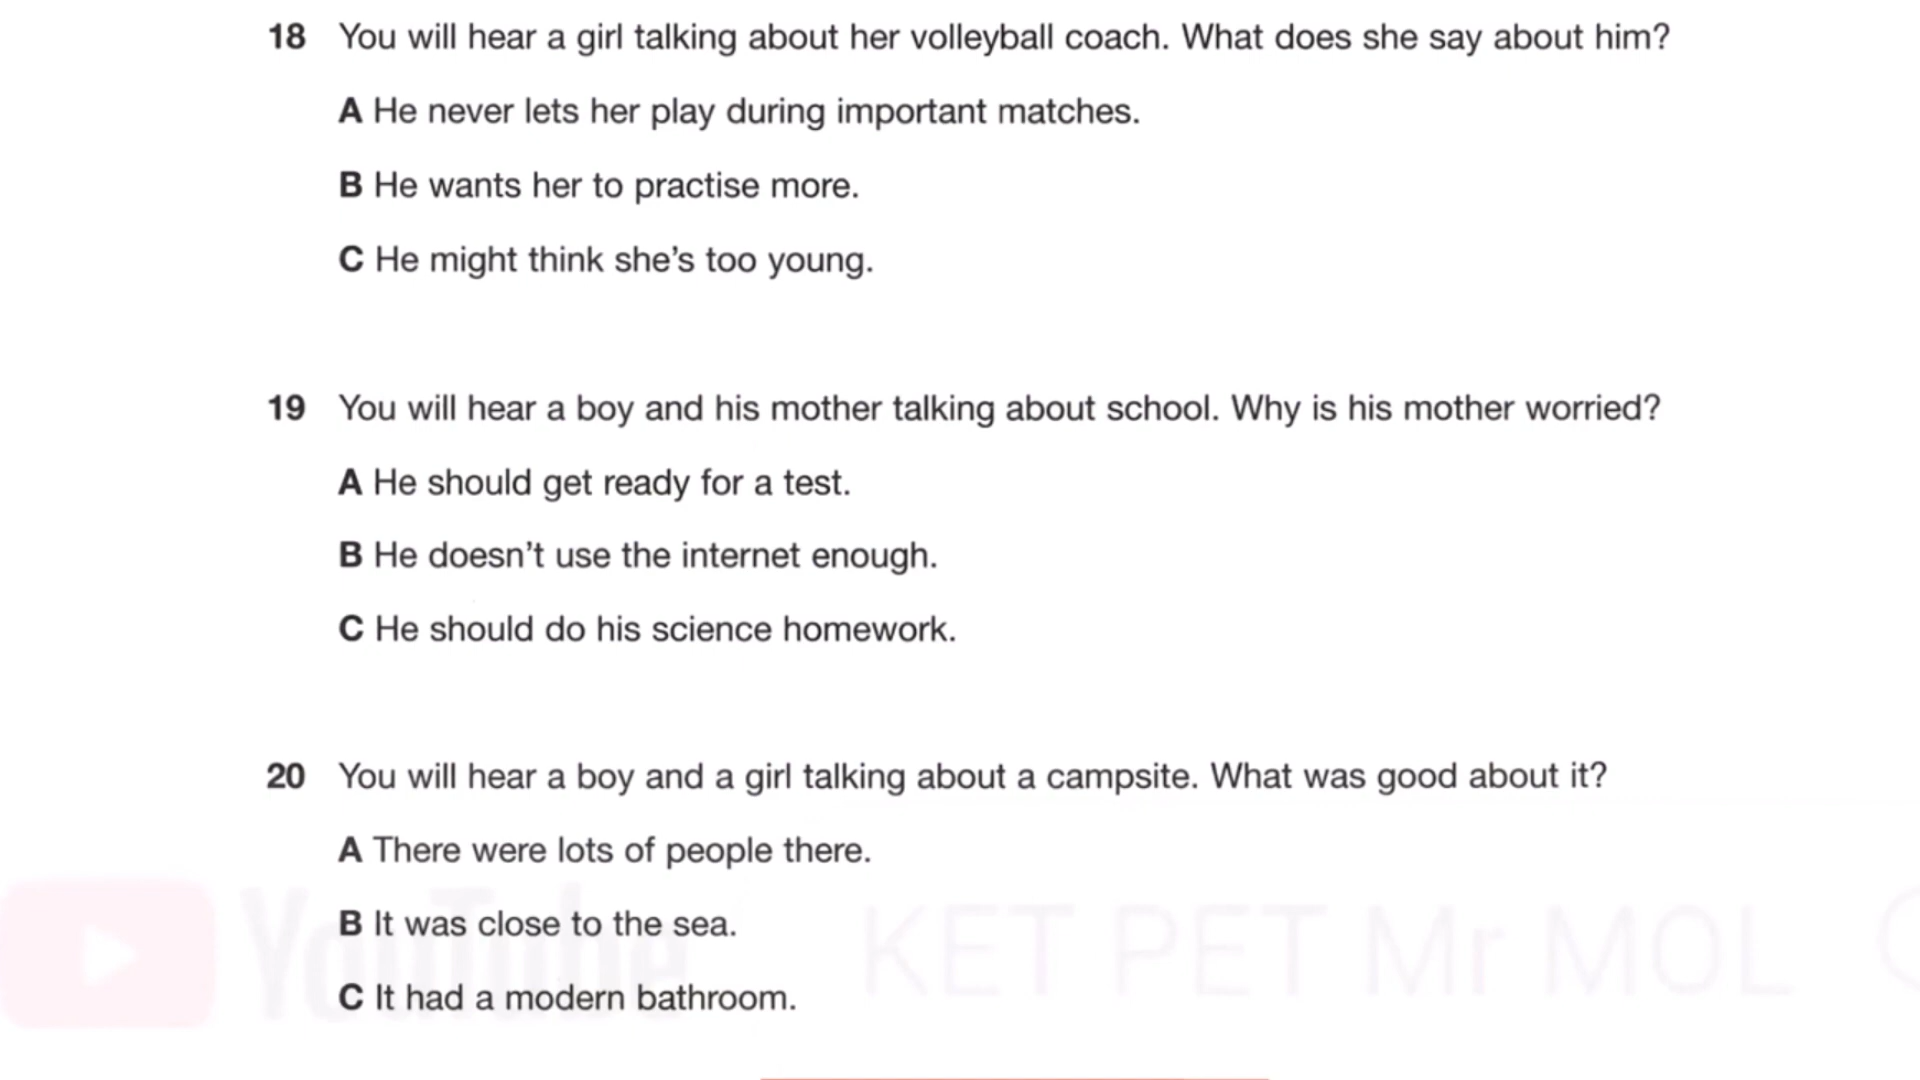 18 You will hear a girl talking about her volleyball coach. What does she say about him?
A He never lets her play during important matches.
B He wants her to practise more.
C He might think she's too young.
19 You will hear a boy and his mother talking about school. Why is his mother worried?
A He should get ready for a test.
B He doesn't use the internet enough.
C He should do his science homework.
20 You will hear a boy and a girl talking about a campsite. What was good about it?
A There were lots of people there.
B It was close to the sea.
C It had a modern bathroom.
YouTube KET PET Mr MOL